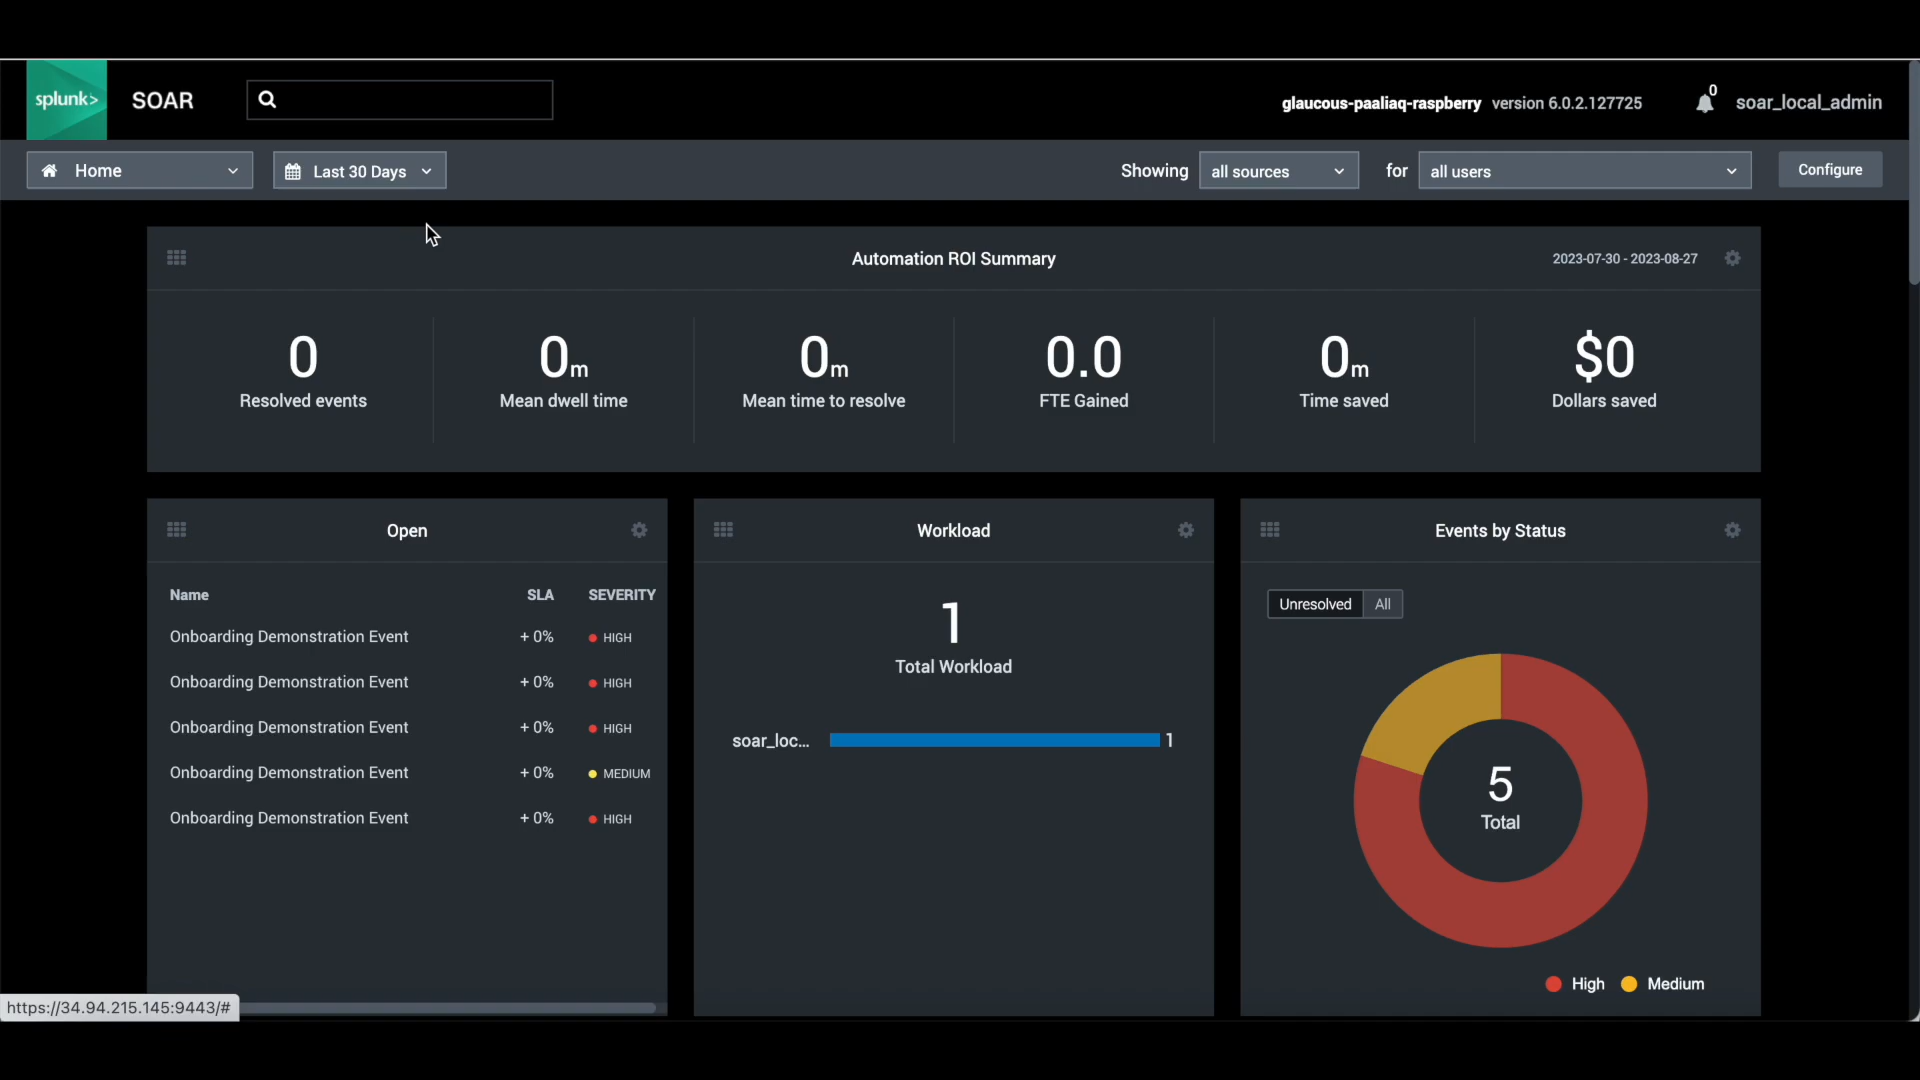 splunk>
SOAR
glaucous-paaliaq-raspberry version 6.0.2.127725
0
soar_local_admin
Home
Last 30 Days
Showing
all sources
for
all users
Configure
Automation ROI Summary
2023-07-30 - 2023-08-27
0
Resolved events
0m
Mean dwell time
0m
Mean time to resolve
0.0
FTE Gained
0m
Time saved
$0
Dollars saved
Open
Name SLA SEVERITY
Onboarding Demonstration Event + 0% HIGH
Onboarding Demonstration Event + 0% HIGH
Onboarding Demonstration Event + 0% HIGH
Onboarding Demonstration Event + 0% MEDIUM
Onboarding Demonstration Event + 0% HIGH
Workload
1
Total Workload
soar_loc... 1
Events by Status
Unresolved All
5
Total
High Medium
https://34.94.215.145:9443/#